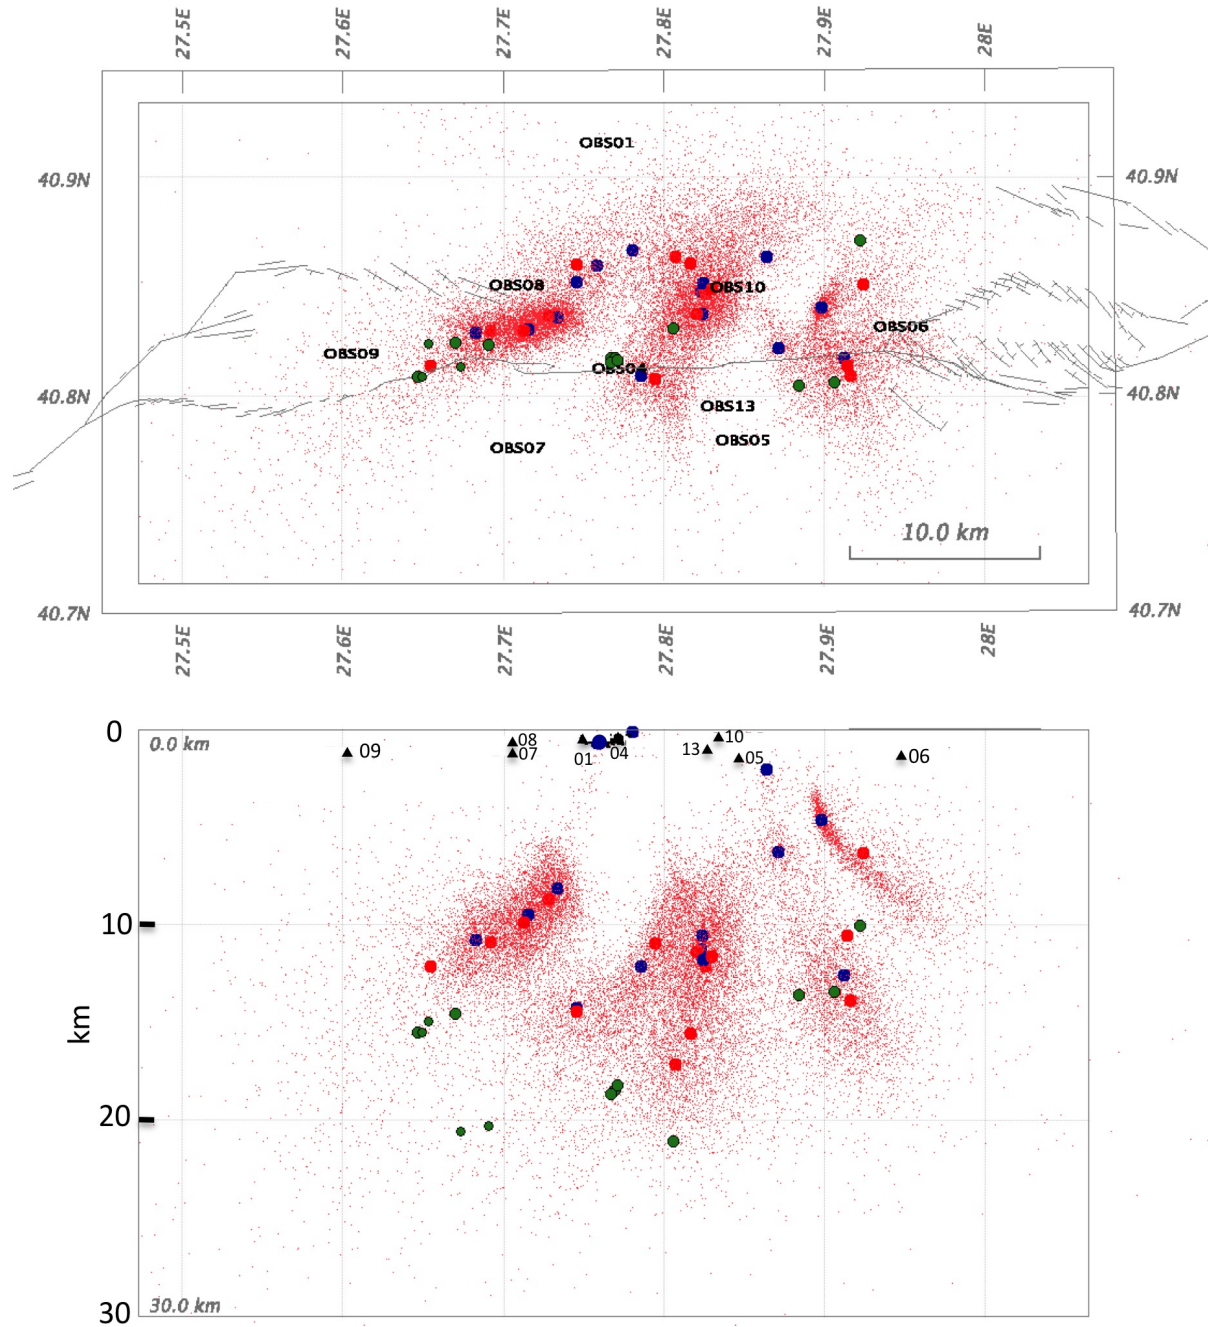 27.5E 27.6E 27.7E 27.8E 27.9E 28E
OBS01
40.9N 40.9N
OBS08 OBS10
OBS06
OBS09
OBS04
40.8N 40.8N
OBS13
OBS05
OBS07
10.0 km
40.7N 40.7N
27.5E 27.6E 27.7E 27.8E 27.9E 28E
0
0.0 km
09 08 07 01 04 13 10 05 06
10
km
20
30
30.0 km